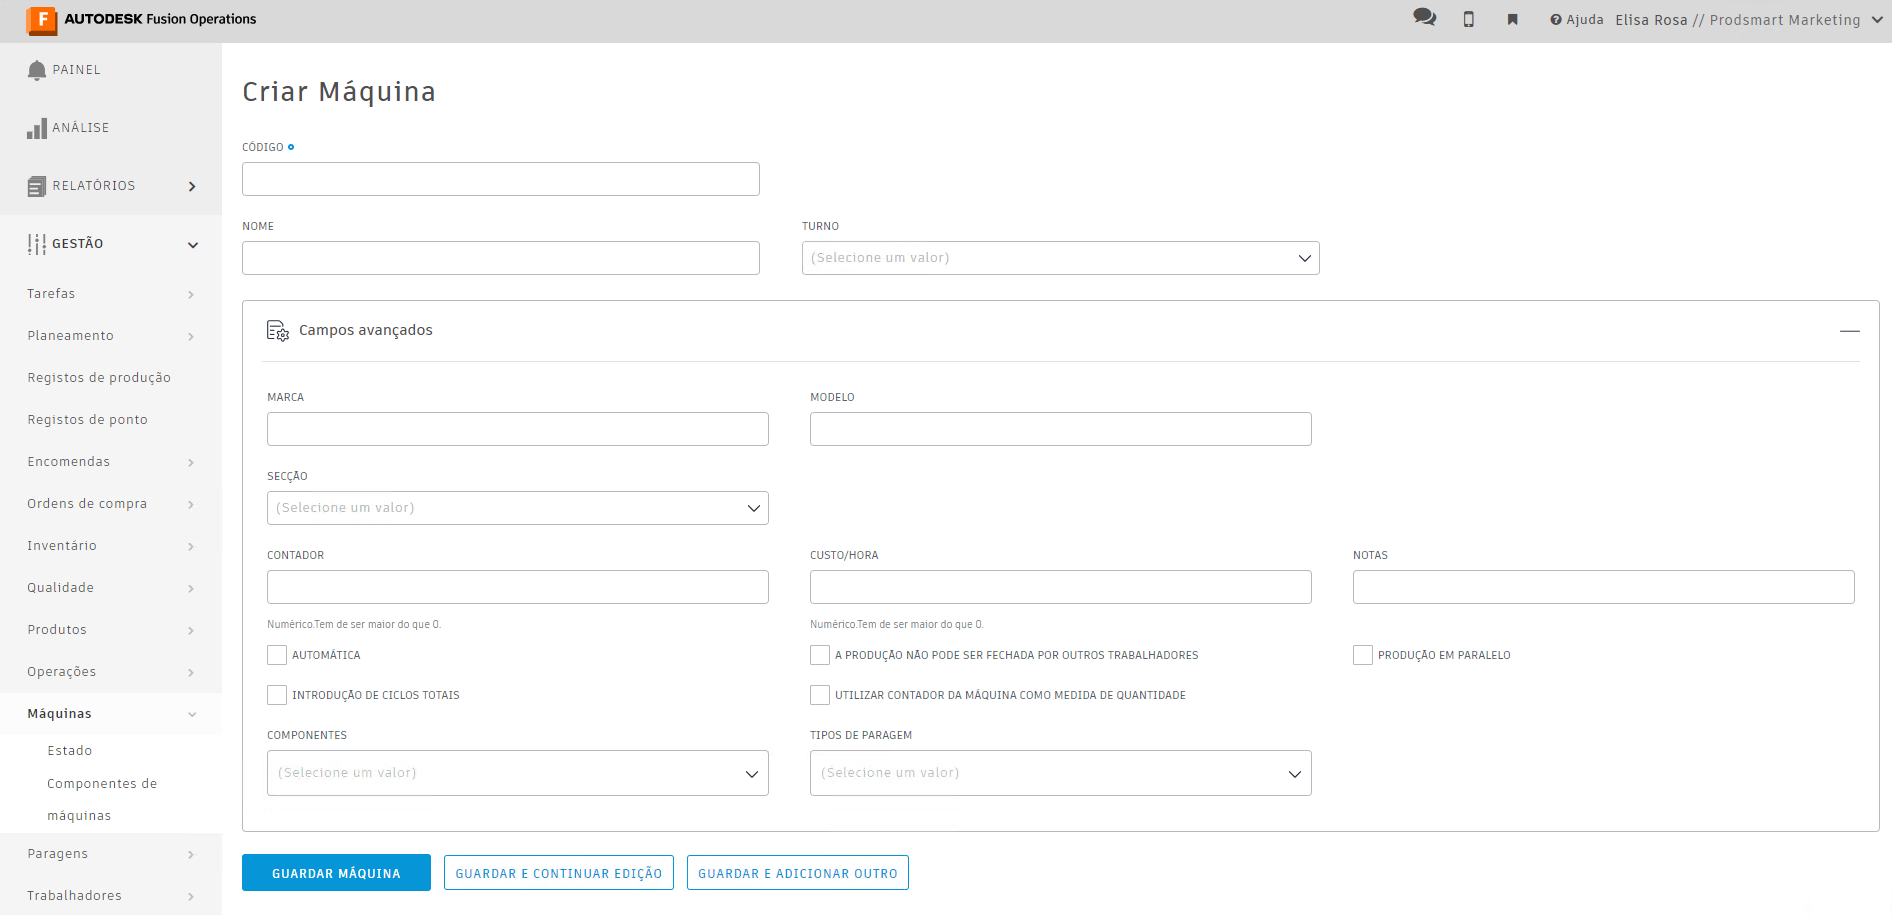 F AUTODESK Fusion Operations
Ajuda Elisa Rosa // Prodsmart Marketing
PAINEL
ANÁLISE
RELATÓRIOS
GESTÃO
Tarefas
Planeamento
Registos de produção
Registos de ponto
Encomendas
Ordens de compra
Inventário
Qualidade
Produtos
Operações
Máquinas
Estado
Componentes de
máquinas
Paragens
Trabalhadores
Criar Máquina
CÓDIGO
NOME
TURNO
(Selecione um valor)
Campos avançados
MARCA
MODELO
SECÇÃO
(Selecione um valor)
CONTADOR
CUSTO/HORA
NOTAS
Numérico.Tem de ser maior do que 0.
Numérico.Tem de ser maior do que 0.
AUTOMÁTICA
A PRODUÇÃO NÃO PODE SER FECHADA POR OUTROS TRABALHADORES
PRODUÇÃO EM PARALELO
INTRODUÇÃO DE CICLOS TOTAIS
UTILIZAR CONTADOR DA MÁQUINA COMO MEDIDA DE QUANTIDADE
COMPONENTES
TIPOS DE PARAGEM
(Selecione um valor)
(Selecione um valor)
GUARDAR MÁQUINA
GUARDAR E CONTINUAR EDIÇÃO
GUARDAR E ADICIONAR OUTRO